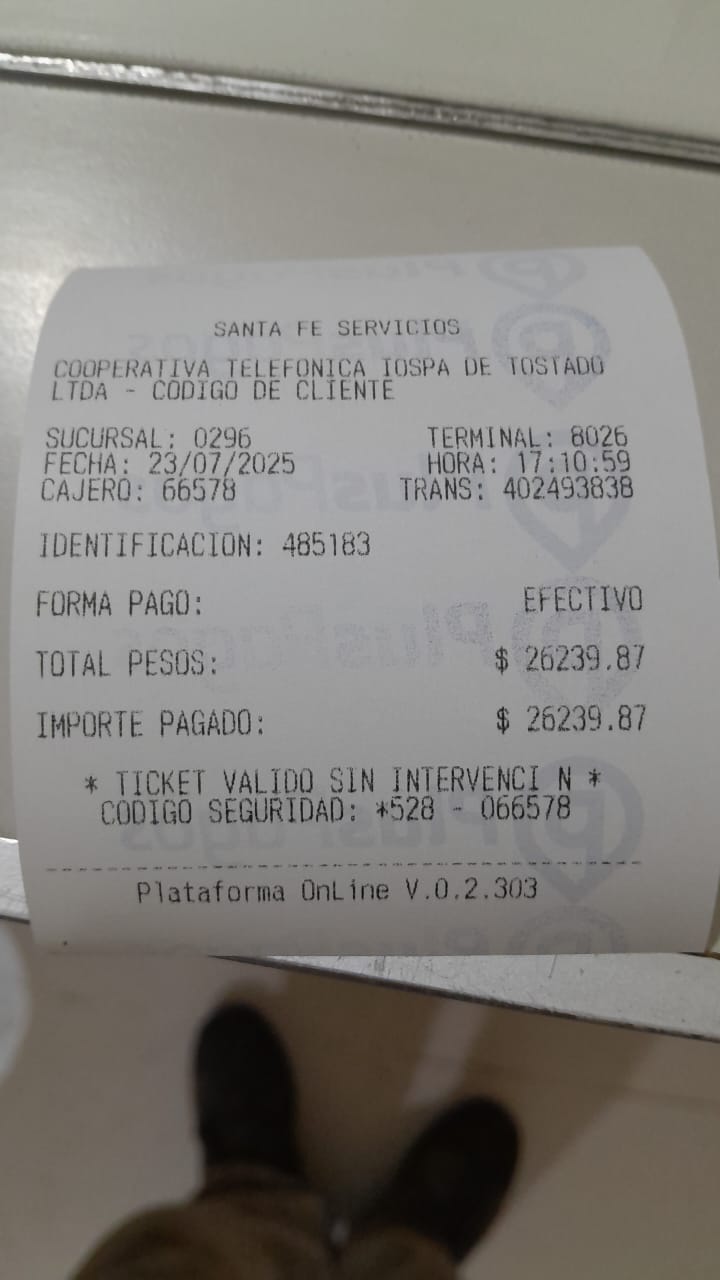 SANTA FE SERVICIOS
COOPERATIVA TELEFONICA IOSPA DE TOSTADO
LTDA - CODIGO DE CLIENTE
SUCURSAL: 0296 TERMINAL: 8026
FECHA: 23/07/2025 HORA: 17:10:59
CAJERO: 66578 TRANS: 402493838
IDENTIFICACION: 485183
FORMA PAGO: EFECTIVO
TOTAL PESOS: $ 26239.87
IMPORTE PAGADO: $ 26239.87
* TICKET VALIDO SIN INTERVENCI N *
CODIGO SEGURIDAD: *528 - 066578
Plataforma OnLine V.0.2.303